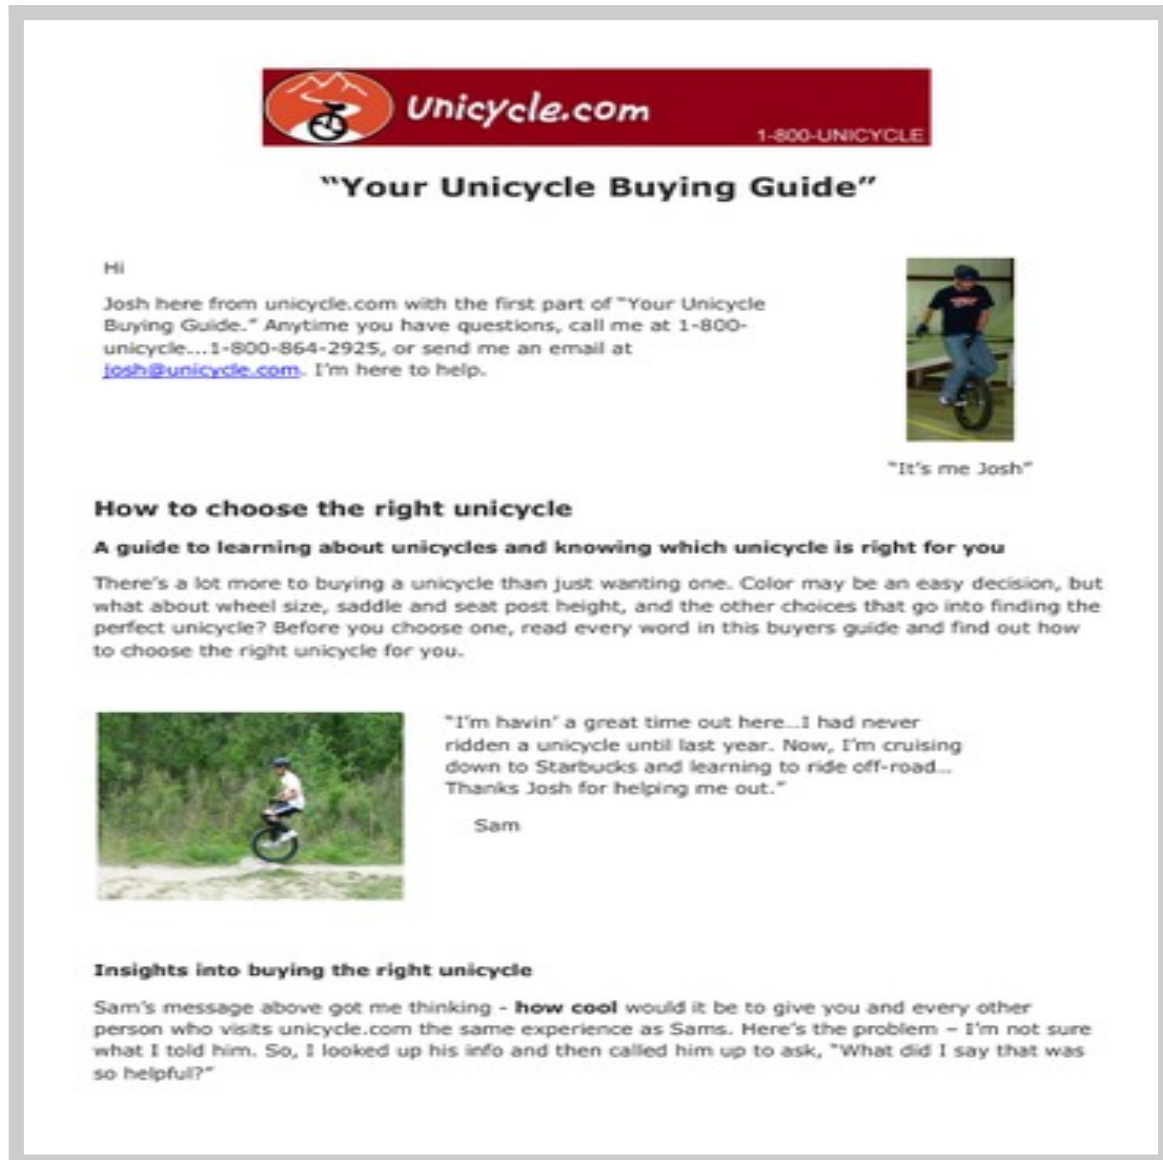 Unicycle.com
1-800-UNICYCLE
“Your Unicycle Buying Guide”
Hi
Josh here from unicycle.com with the first part of “Your Unicycle
Buying Guide.” Anytime you have questions, call me at 1-800-
unicycle...1-800-864-2925, or send me an email at
josh@unicycle.com. I’m here to help.
“It’s me Josh”
How to choose the right unicycle
A guide to learning about unicycles and knowing which unicycle is right for you
There’s a lot more to buying a unicycle than just wanting one. Color may be an easy decision, but
what about wheel size, saddle and seat post height, and the other choices that go into finding the
perfect unicycle? Before you choose one, read every word in this buyers guide and find out how
to choose the right unicycle for you.
“I’m havin’ a great time out here…I had never
ridden a unicycle until last year. Now, I’m cruising
down to Starbucks and learning to ride off-road…
Thanks Josh for helping me out.”
Sam
Insights into buying the right unicycle
Sam’s message above got me thinking - how cool would it be to give you and every other
person who visits unicycle.com the same experience as Sams. Here’s the problem – I’m not sure
what I told him. So, I looked up his info and then called him up to ask, “What did I say that was
so helpful?”